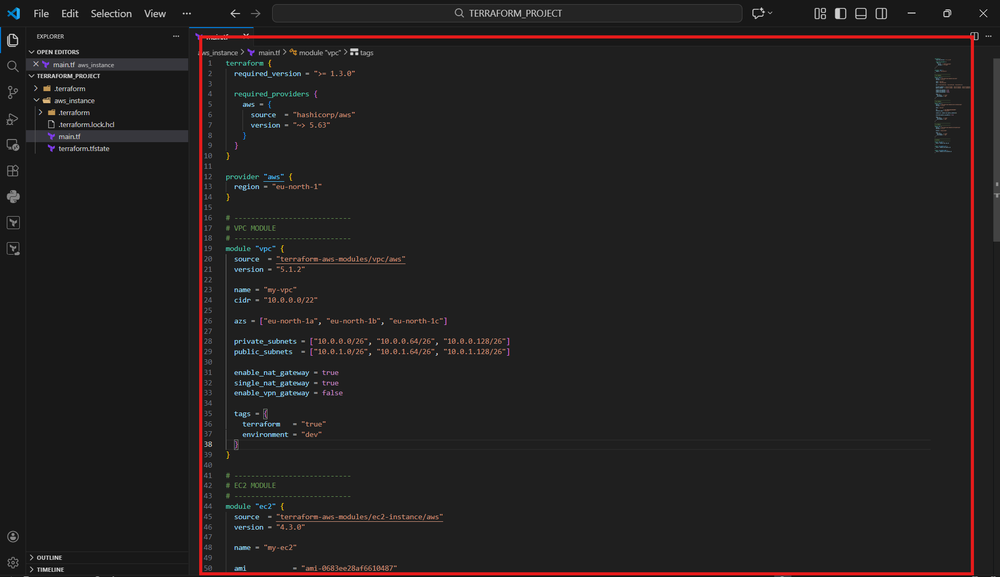 File Edit Selection View ··· TERRAFORM_PROJECT
EXPLORER ···
OPEN EDITORS
main.tf aws_instance
TERRAFORM_PROJECT
.terraform
aws_instance
.terraform
.terraform.lock.hcl
main.tf
terraform.tfstate
OUTLINE
TIMELINE
main.tf
aws_instance > main.tf > module "vpc" > tags
1 terraform {
2   required_version = ">= 1.3.0"
3
4   required_providers {
5     aws = {
6       source  = "hashicorp/aws"
7       version = "~> 5.63"
8     }
9   }
10 }
11
12 provider "aws" {
13   region = "eu-north-1"
14 }
15
16 # ----------------------------
17 # VPC MODULE
18 # ----------------------------
19 module "vpc" {
20   source  = "terraform-aws-modules/vpc/aws"
21   version = "5.1.2"
22
23   name = "my-vpc"
24   cidr = "10.0.0.0/22"
25
26   azs = ["eu-north-1a", "eu-north-1b", "eu-north-1c"]
27
28   private_subnets = ["10.0.0.0/26", "10.0.0.64/26", "10.0.0.128/26"]
29   public_subnets  = ["10.0.1.0/26", "10.0.1.64/26", "10.0.1.128/26"]
30
31   enable_nat_gateway = true
32   single_nat_gateway = true
33   enable_vpn_gateway = false
34
35   tags = {
36     terraform   = "true"
37     environment = "dev"
38   }
39 }
40
41 # ----------------------------
42 # EC2 MODULE
43 # ----------------------------
44 module "ec2" {
45   source  = "terraform-aws-modules/ec2-instance/aws"
46   version = "4.3.0"
47
48   name = "my-ec2"
49
50   ami           = "ami-0683ee28af6610487"